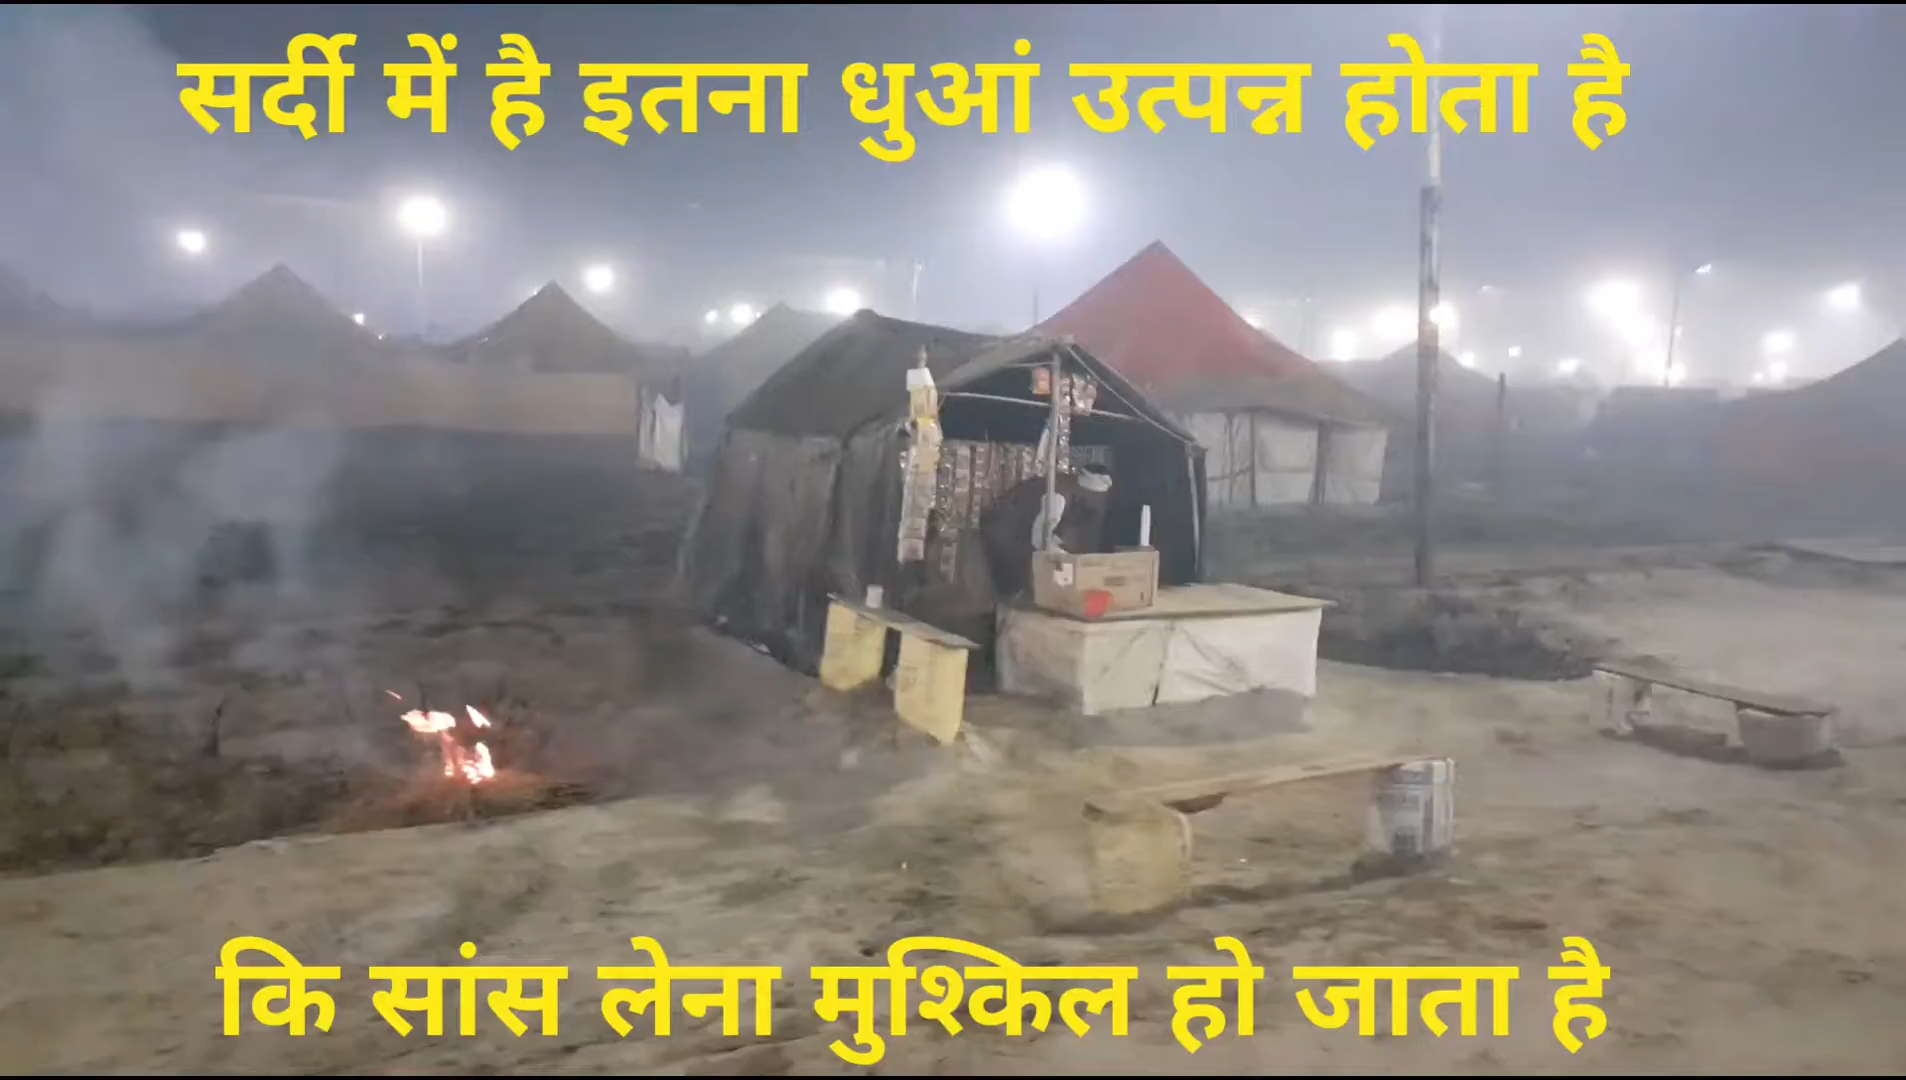 सर्दी में है इतना धुआं उत्पन्न होता है
कि सांस लेना मुश्किल हो जाता है